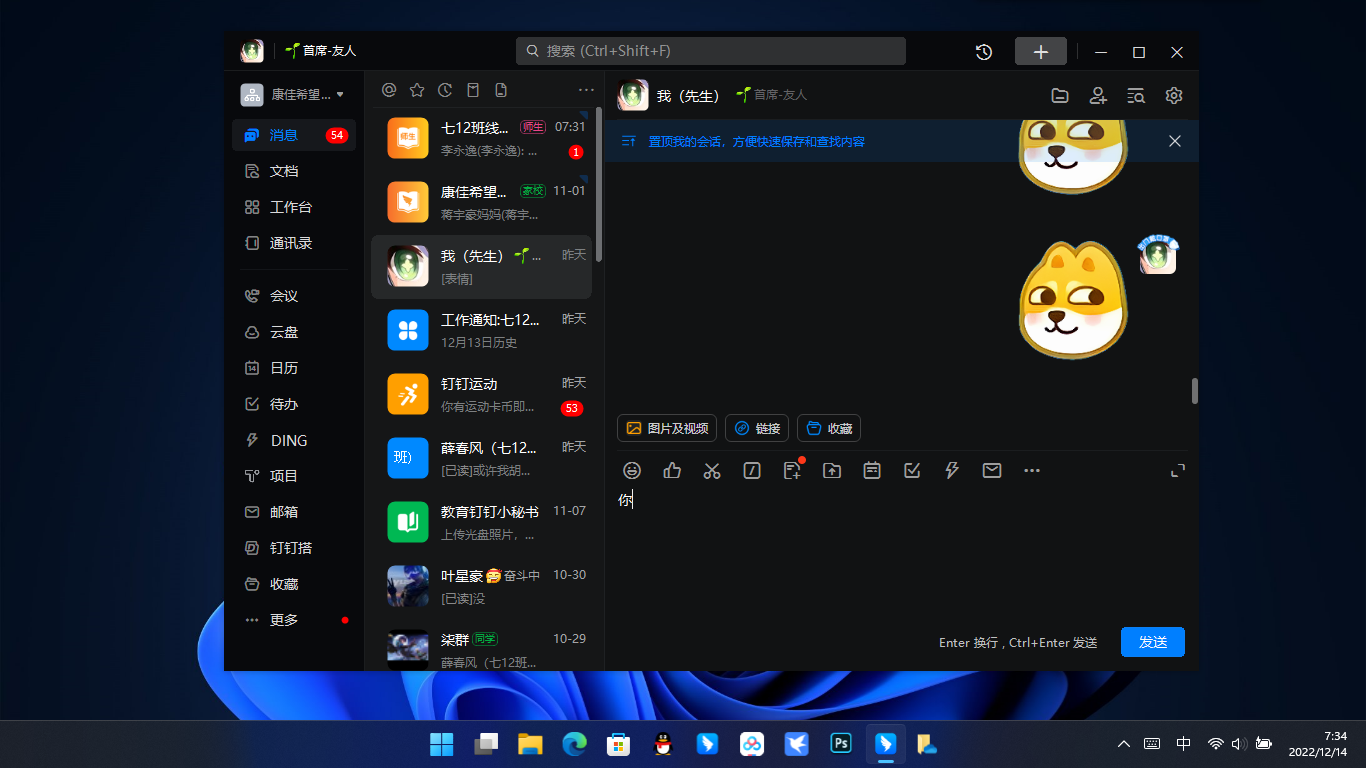 首席-友人
搜索 (Ctrl+Shift+F)
康佳希望...
消息 54
文档
工作台
通讯录
会议
云盘
14 日历
待办
DING
项目
邮箱
钉钉搭
收藏
更多
师生
七12班线... 师生 07:31
李永逸(李永逸): ... 1
康佳希望... 家校 11-01
蒋宇豪妈妈(蒋宇...
我（先生） ... 昨天
[表情]
工作通知:七12... 昨天
12月13日历史
钉钉运动 昨天
你有运动卡币即... 53
班)
薛春风（七12... 昨天
[已读]或许我胡...
教育钉钉小秘书 11-07
上传光盘照片，...
叶星豪 奋斗中 10-30
[已读]没
柒群 同学 10-29
薛春风（七12班...
我（先生） 首席-友人
置顶我的会话，方便快速保存和查找内容
图片及视频 链接 收藏
你
Enter 换行 , Ctrl+Enter 发送 发送
Ps
中
7:34
2022/12/14